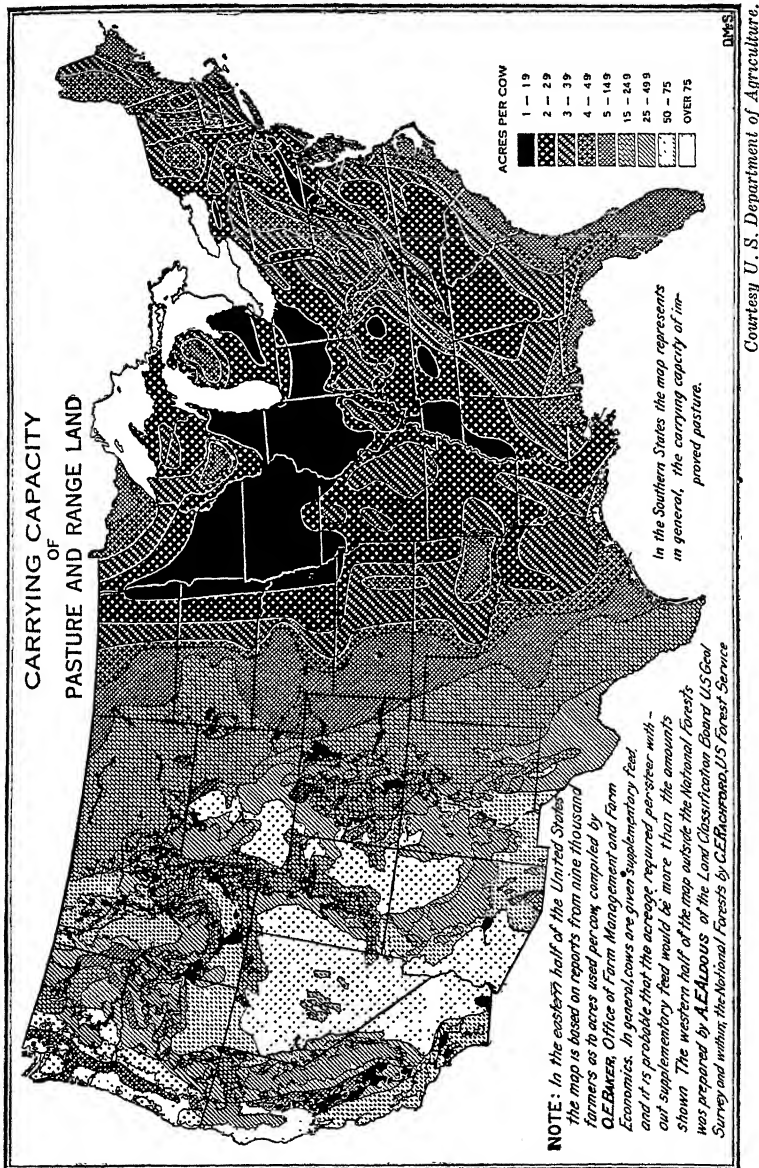 CARRYING CAPACITY
OF
PASTURE AND RANGE LAND
ACRES PER COW
1 – 19
2 – 29
3 – 39
4 – 49
5 – 149
15 – 249
25 – 499
50 – 75
OVER 75
In the Southern States the map represents
in general, the carrying capcity of im–
proved pasture.
NOTE: In the eastern half of the United States
the map is based on reports from nine thousand
farmers as to acres used per cow, compiled by
O.E.BAKER, Office of Farm Management and Farm
Economics. In general, cows are given supplementary feed,
and it is probable that the acreage required per steer with–
out supplementary feed would be more than the amounts
shown The western half of the map outside the National Forests
was prepared by A.E.ALDOUS of the Land Classification Board U.S Geol
Survey and within, the National Forests by C.E.RACHFORD, US Forest Service
D.McS
Courtesy U. S. Department of Agriculture.